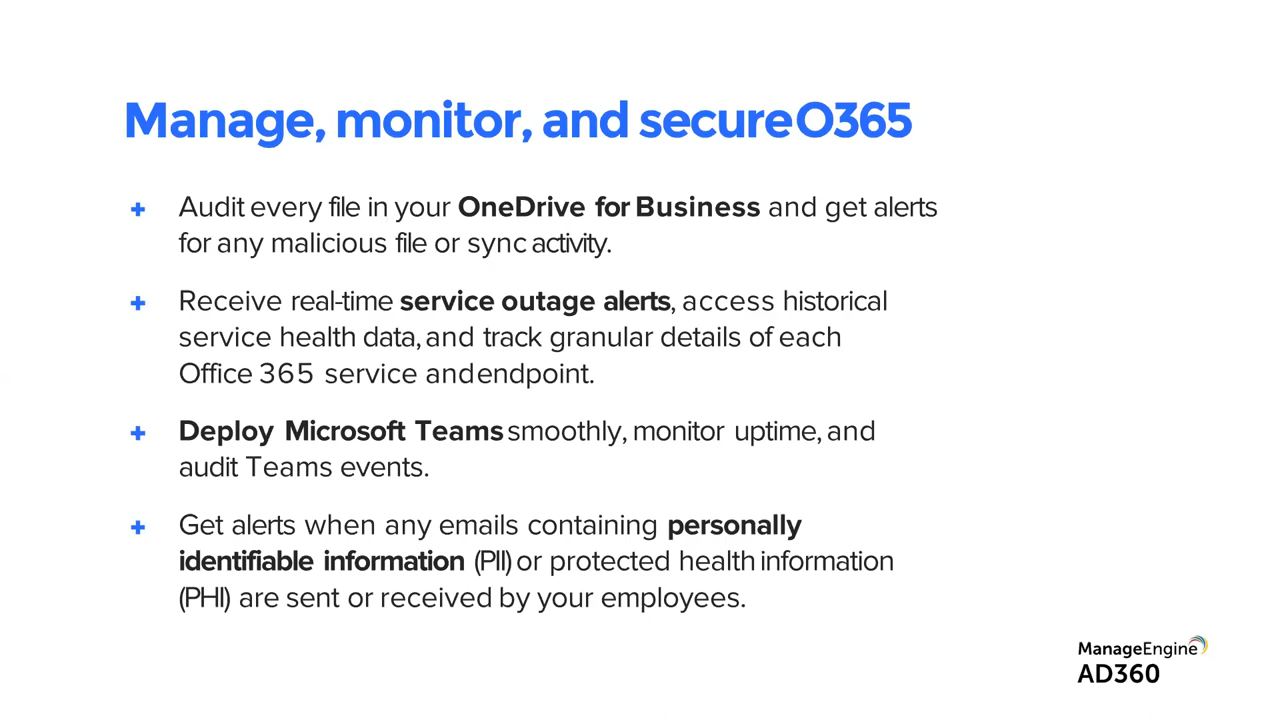 Manage, monitor, and secure O365
+ Audit every file in your OneDrive for Business and get alerts
for any malicious file or sync activity.
+ Receive real-time service outage alerts, access historical
service health data, and track granular details of each
Office 365 service and endpoint.
+ Deploy Microsoft Teams smoothly, monitor uptime, and
audit Teams events.
+ Get alerts when any emails containing personally
identifiable information (PII) or protected health information
(PHI) are sent or received by your employees.
ManageEngine
AD360